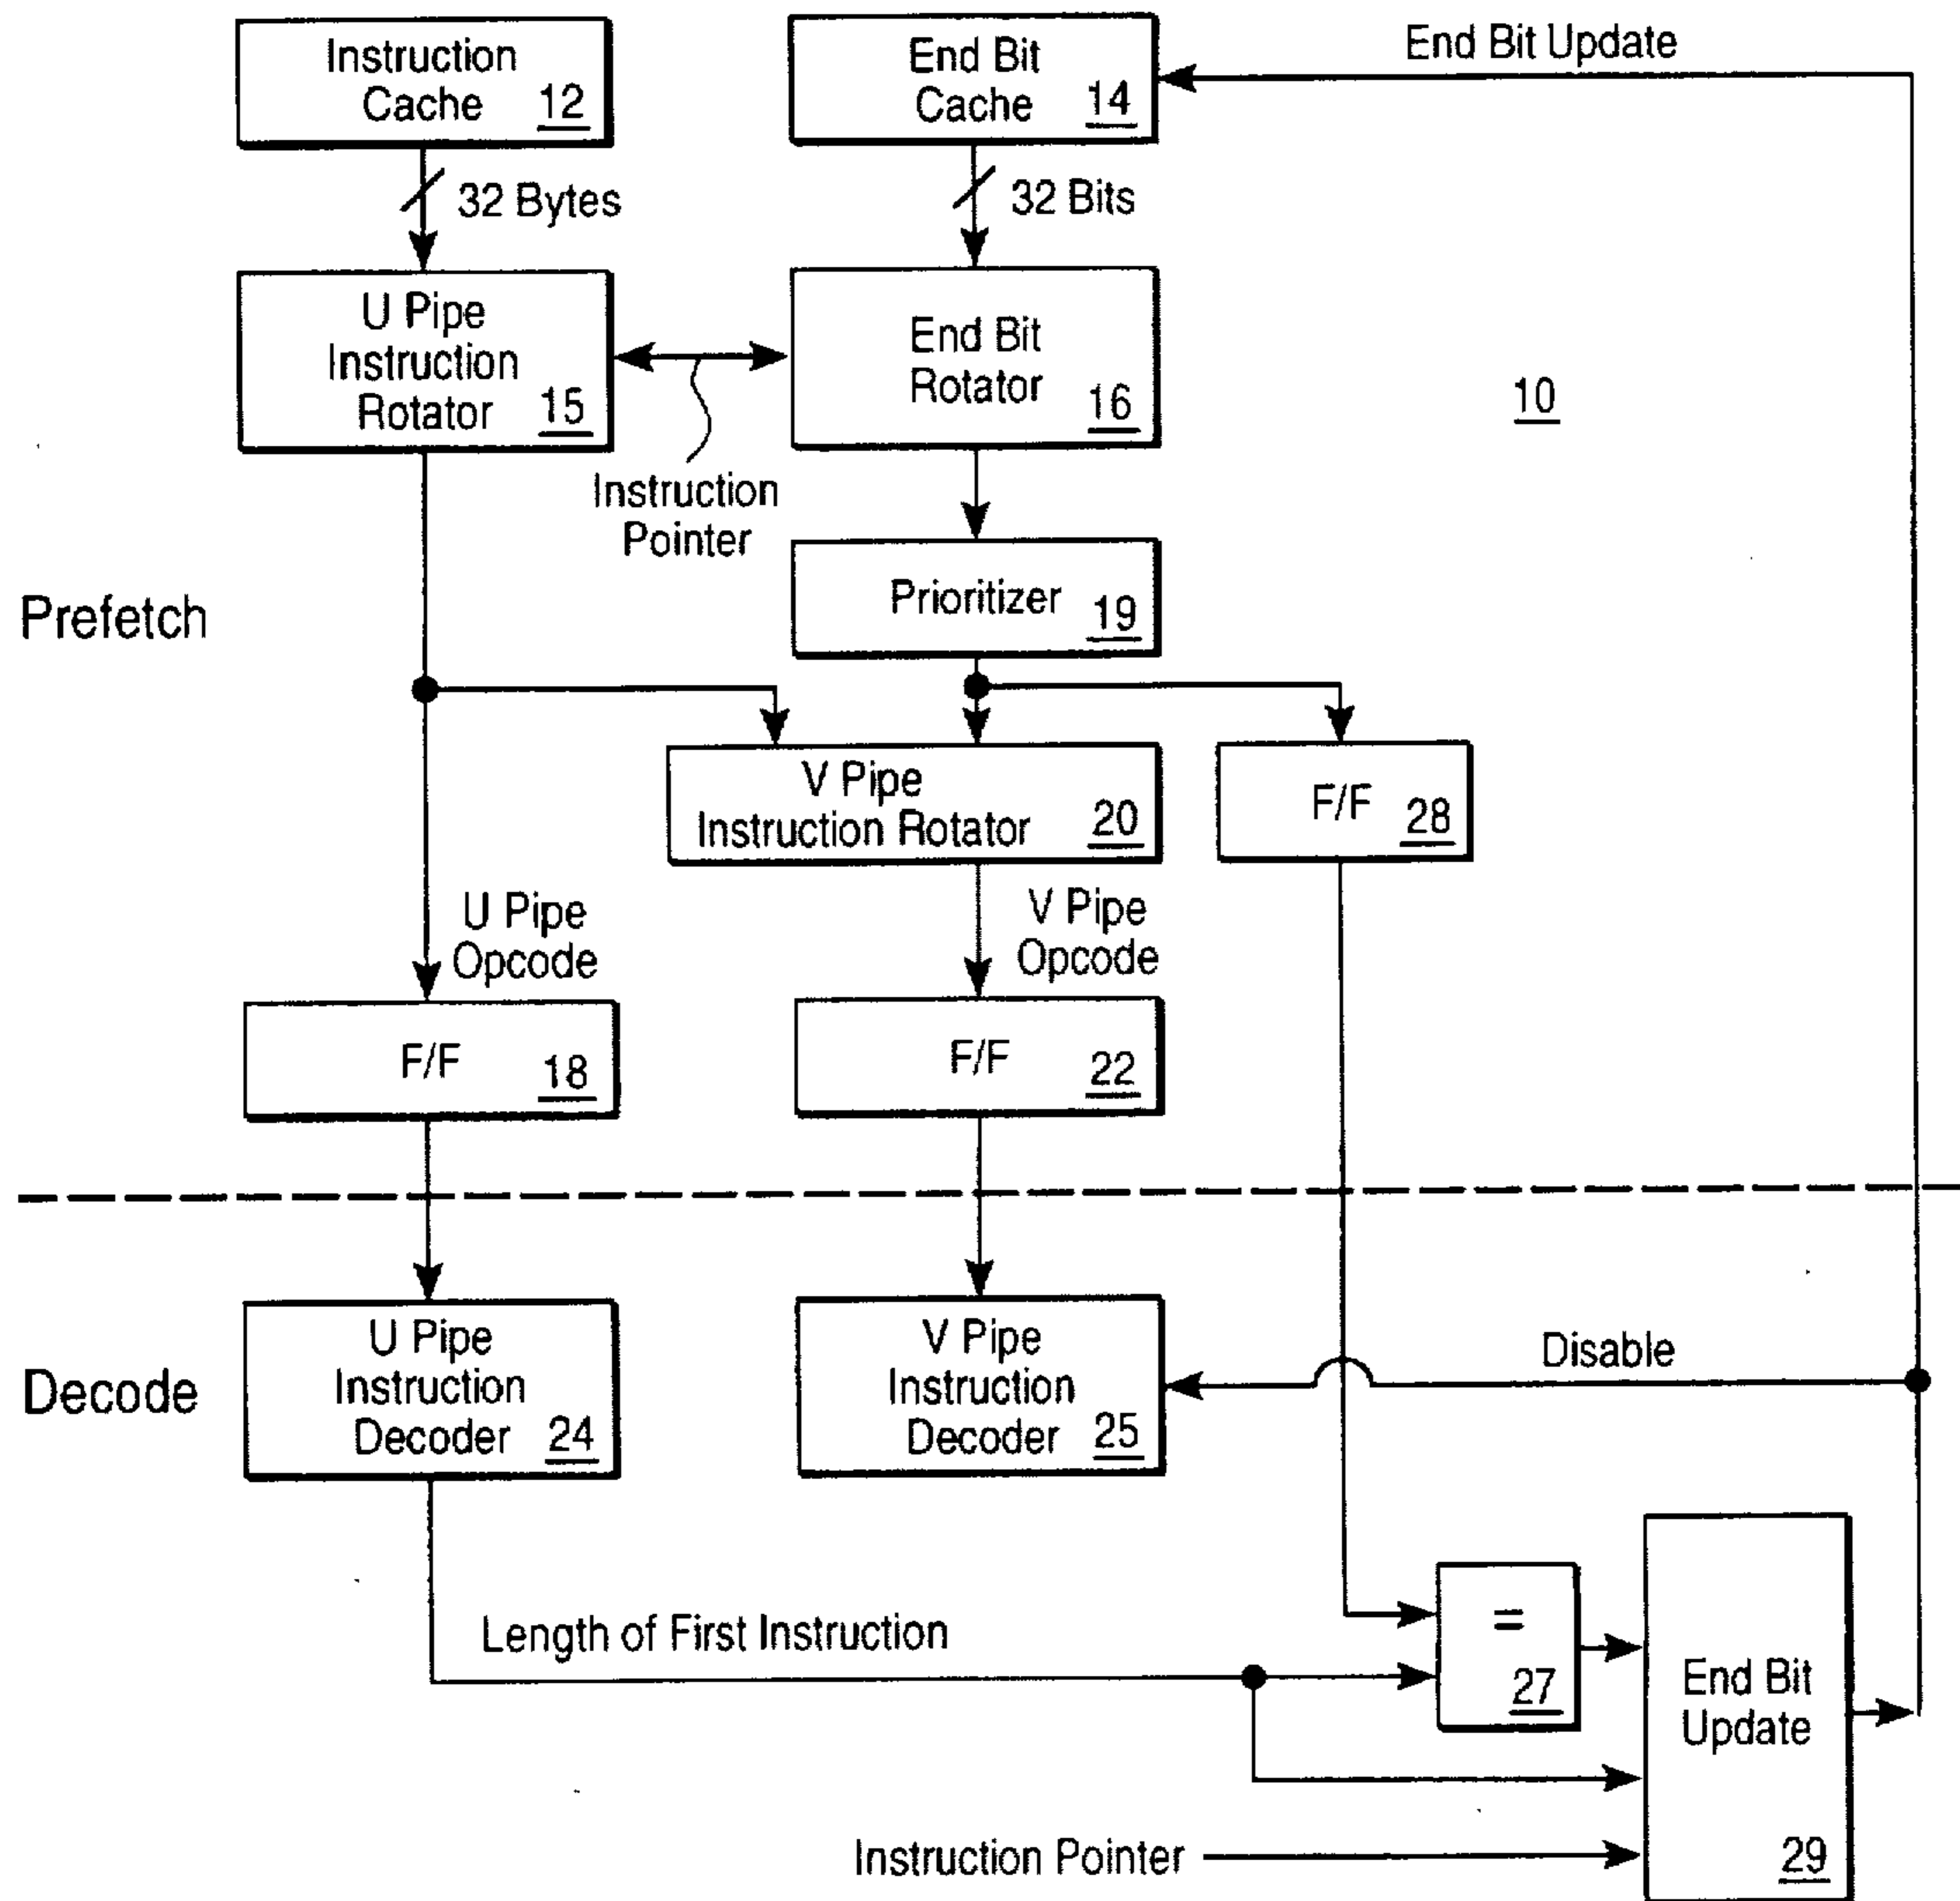 Instruction
Cache 12
End Bit
Cache 14
End Bit Update
32 Bytes
32 Bits
U Pipe
Instruction
Rotator 15
End Bit
Rotator 16
10
Instruction
Pointer
Prefetch
Prioritizer 19
V Pipe
Instruction Rotator 20
F/F 28
U Pipe
Opcode
V Pipe
Opcode
F/F 18
F/F 22
Decode
U Pipe
Instruction
Decoder 24
V Pipe
Instruction
Decoder 25
Disable
Length of First Instruction
=
27
End Bit
Update
29
Instruction Pointer